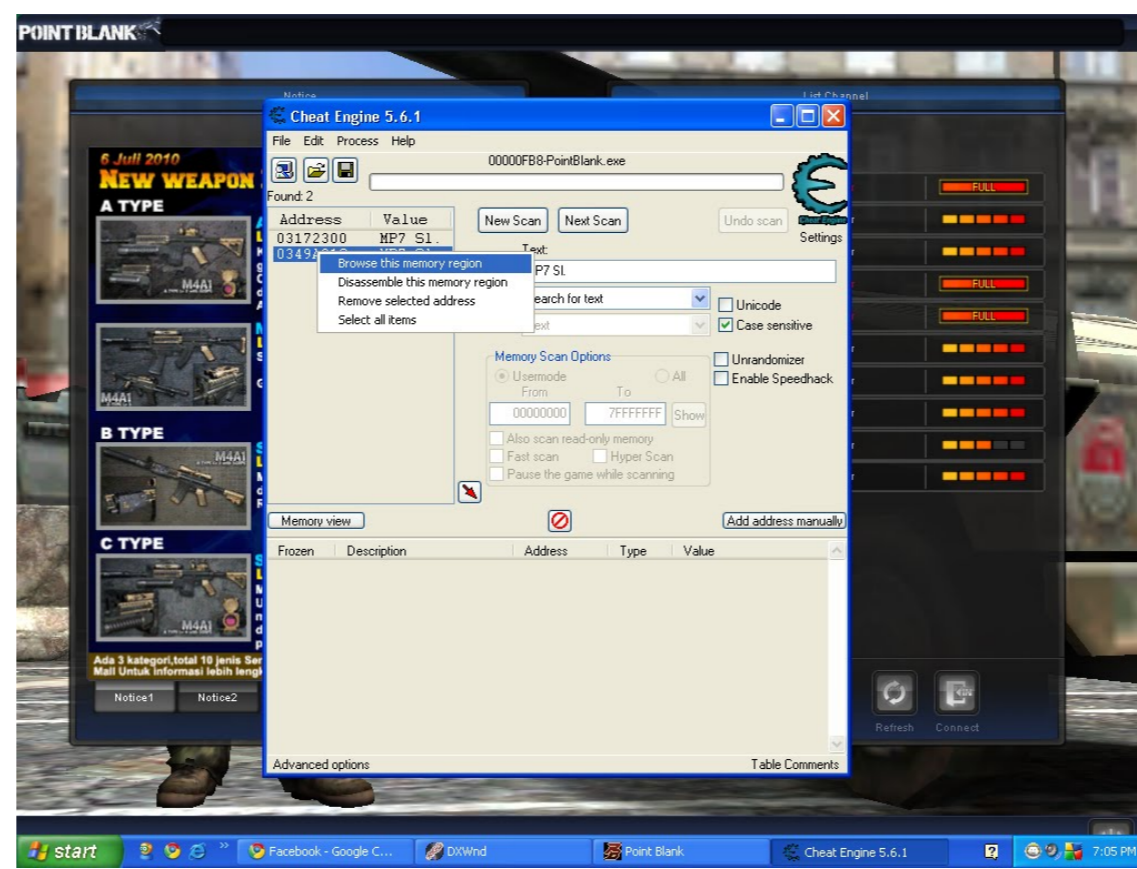 POINT BLANK
Notice
List Channel
Cheat Engine 5.6.1
File Edit Process Help
00000FB8-PointBlank.exe
Found: 2
Address Value
03172300 MP7 Sl.
New Scan Next Scan Undo scan
Cheat Engine
Settings
Text:
P7 Sl.
Browse this memory region
Disassemble this memory region
Remove selected address
Select all items
Unicode
Case sensitive
Memory Scan Options
Usermode All
From To
00000000 7FFFFFFF Show
Also scan read-only memory
Fast scan Hyper Scan
Pause the game while scanning
Unrandomizer
Enable Speedhack
Memory view Add address manually
Frozen Description Address Type Value
Advanced options Table Comments
6 Juli 2010
NEW WEAPON
A TYPE
M4A1
M4A1
B TYPE
M4A1
C TYPE
M4A1
Ada 3 kategori,total 10 jenis
Mall Untuk informasi lebih
Notice1 Notice2
FULL
FULL
FULL
Refresh Connect
start Facebook - Google C... DXWnd Point Blank Cheat Engine 5.6.1 7:05 PM